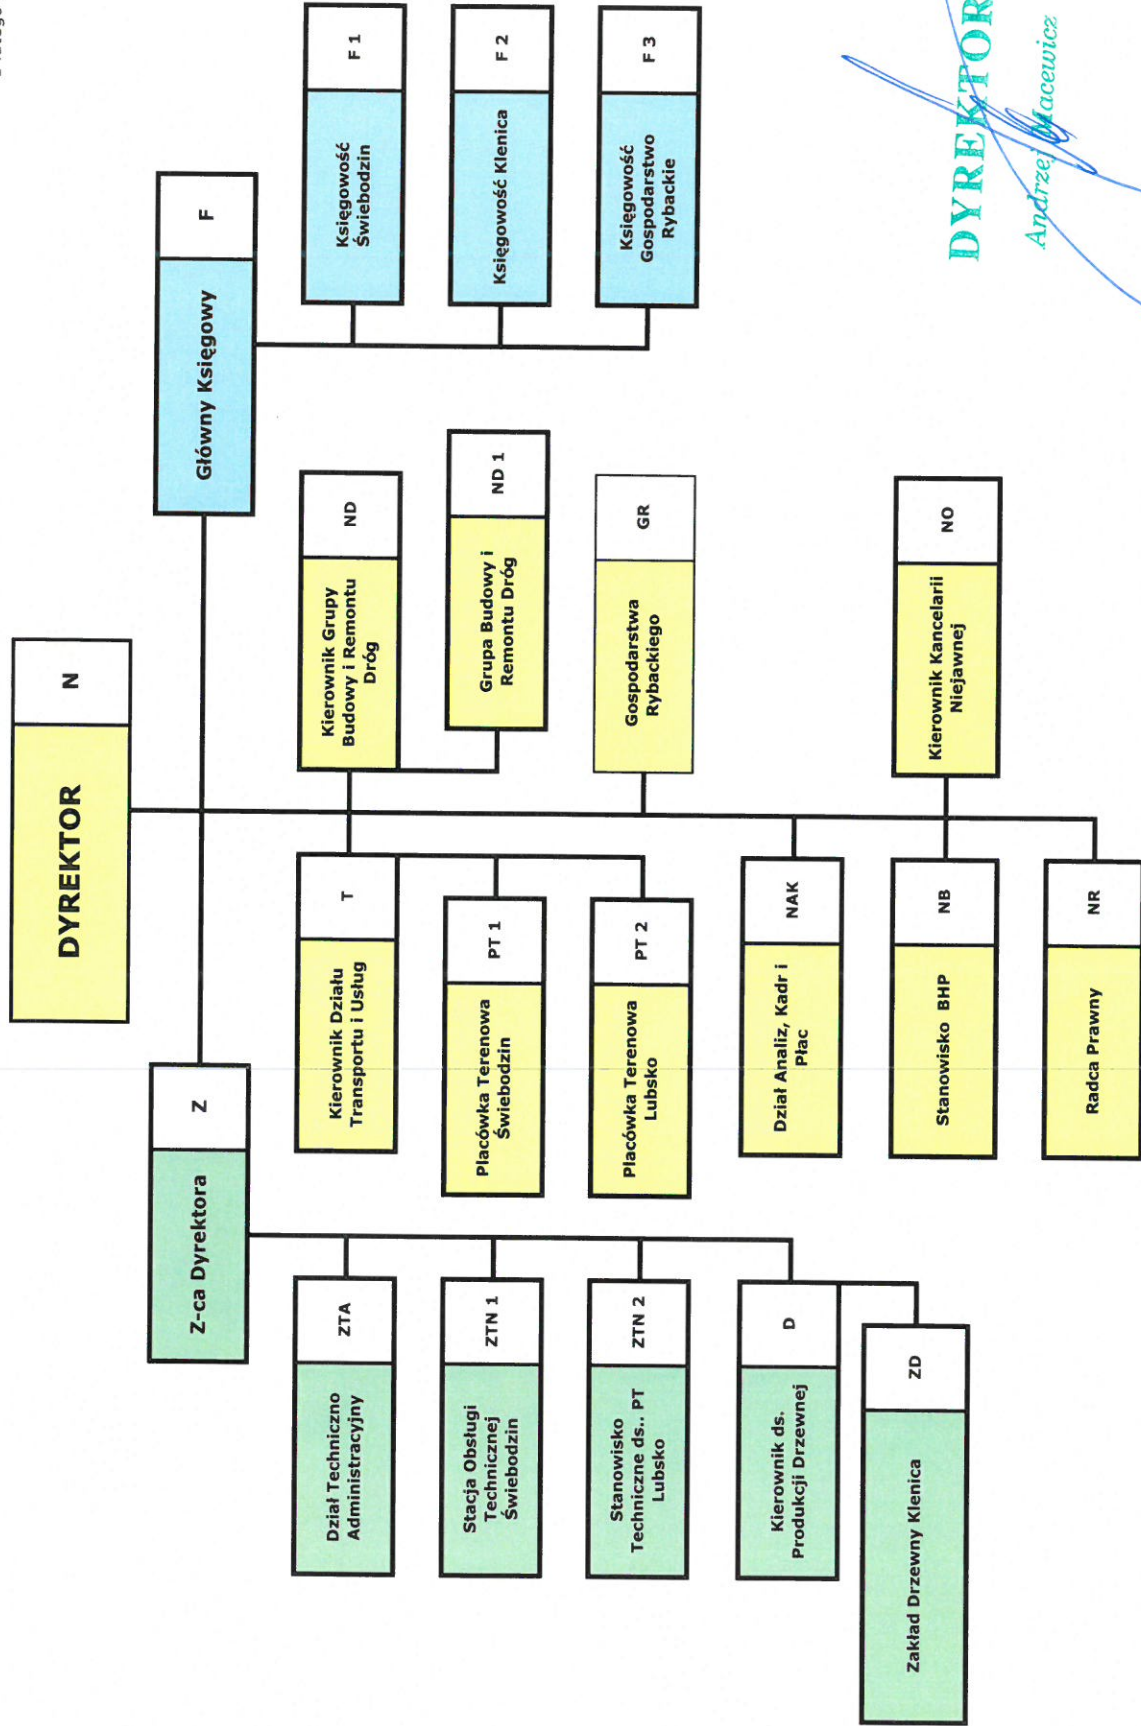 DYREKTOR
N
Z-ca Dyrektora
Z
Główny Księgowy
F
Dział Techniczno
Administracyjny
ZTA
Stacja Obsługi
Technicznej
Świebodzin
ZTN 1
Stanowisko
Techniczne ds.. PT
Lubsko
ZTN 2
Kierownik ds.
Produkcji Drzewnej
D
Zakład Drzewny Klenica
ZD
Kierownik Działu
Transportu i Usług
T
Placówka Terenowa
Świebodzin
PT 1
Placówka Terenowa
Lubsko
PT 2
Dział Analiz, Kadr i
Płac
NAK
Stanowisko BHP
NB
Radca Prawny
NR
Kierownik Grupy
Budowy i Remontu
Dróg
ND
Grupa Budowy i
Remontu Dróg
ND 1
Gospodarstwa
Rybackiego
GR
Kierownik Kancelarii
Niejawnej
NO
Księgowość
Świebodzin
F 1
Księgowość Klenica
F 2
Księgowość
Gospodarstwo
Rybackie
F 3
DYREKTOR
Andrzej Macewicz